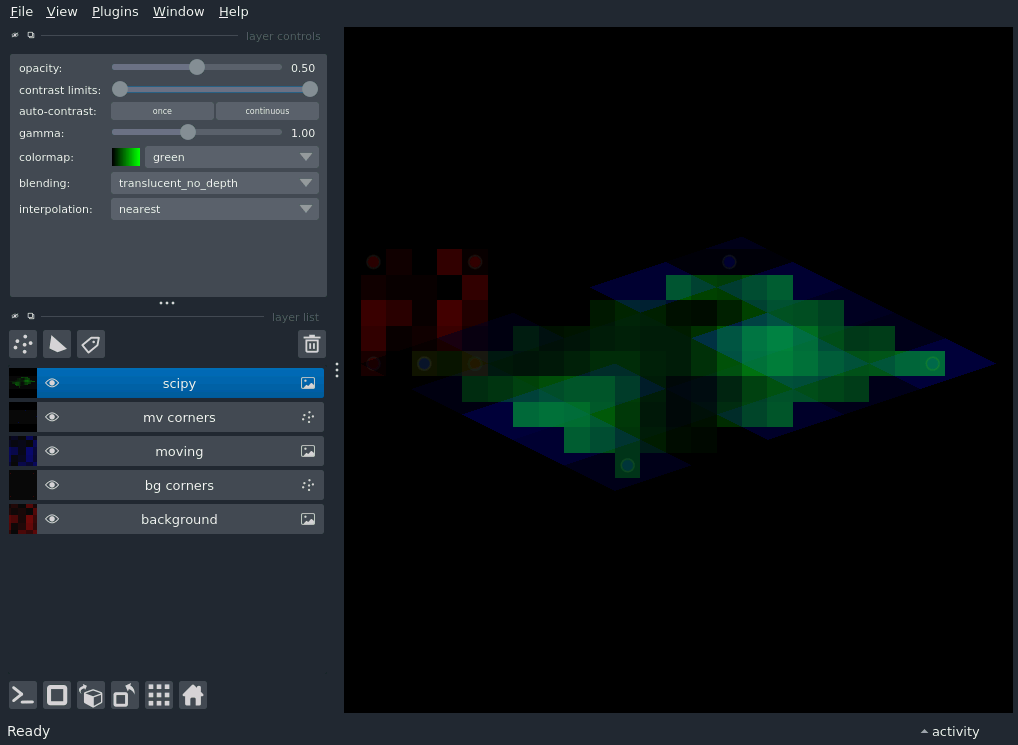 File View Plugins Window Help
layer controls
opacity: 0.50
contrast limits:
auto-contrast: once continuous
gamma: 1.00
colormap: green
blending: translucent_no_depth
interpolation: nearest
layer list
scipy
mv corners
moving
bg corners
background
Ready activity